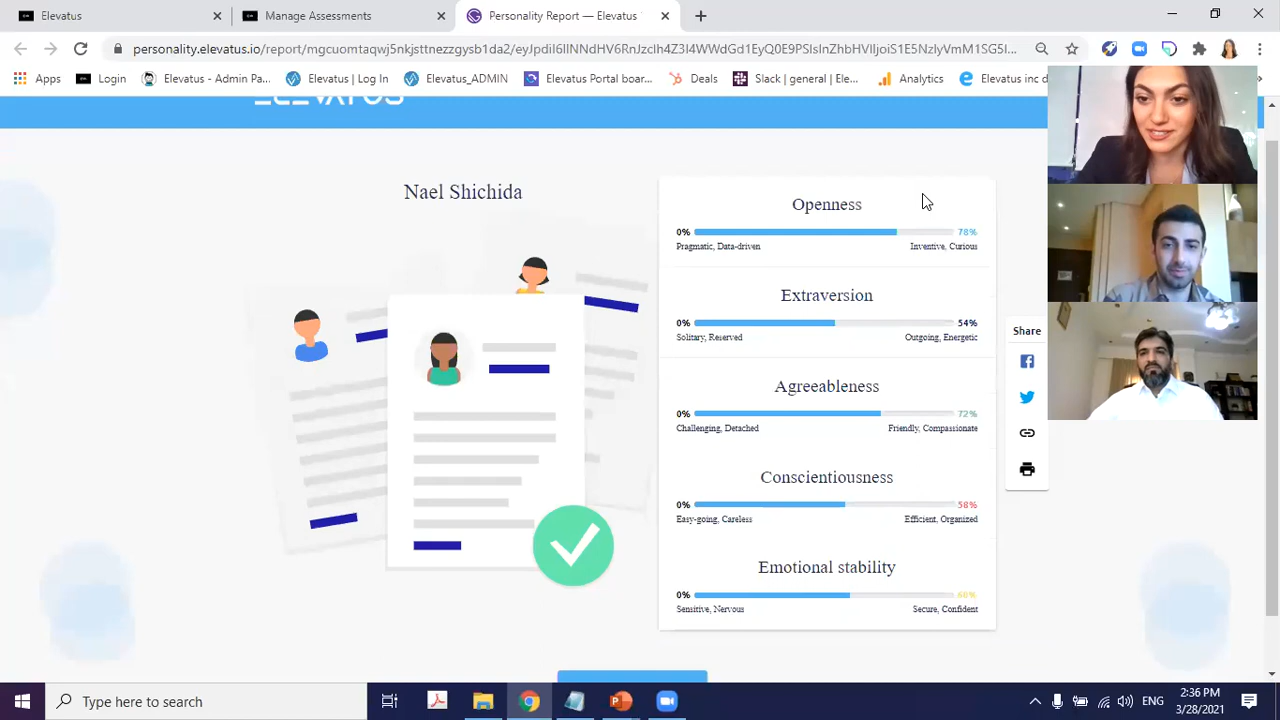 Elevatus
Manage Assessments
Personality Report — Elevatus
personality.elevatus.io/report/
Apps
Login
Elevatus - Admin Pa...
Elevatus | Log In
Elevatus_ADMIN
Elevatus Portal boar...
Deals
Slack | general | Ele...
Analytics
Elevatus inc d
ELEVATUS
Nael Shichida
Openness
0% 78%
Pragmatic, Data-driven Inventive, Curious
Extraversion
0% 54%
Solitary, Reserved Outgoing, Energetic
Agreeableness
0% 72%
Challenging, Detached Friendly, Compassionate
Conscientiousness
0% 58%
Easy-going, Careless Efficient, Organized
Emotional stability
0% 60%
Sensitive, Nervous Secure, Confident
Share
Type here to search
ENG
2:36 PM
3/28/2021